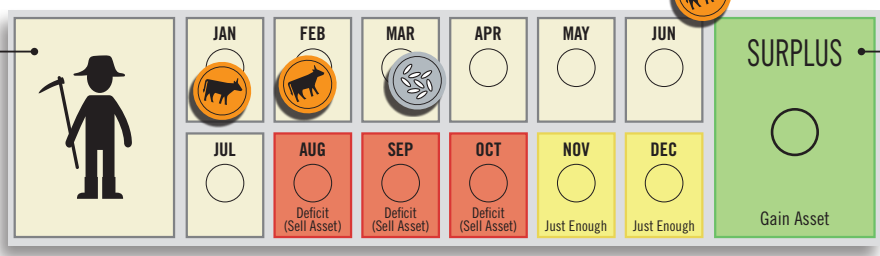 JAN
FEB
MAR
APR
MAY
JUN
SURPLUS
Gain Asset
JUL
AUG
Deficit
(Sell Asset)
SEP
Deficit
(Sell Asset)
OCT
Deficit
(Sell Asset)
NOV
Just Enough
DEC
Just Enough